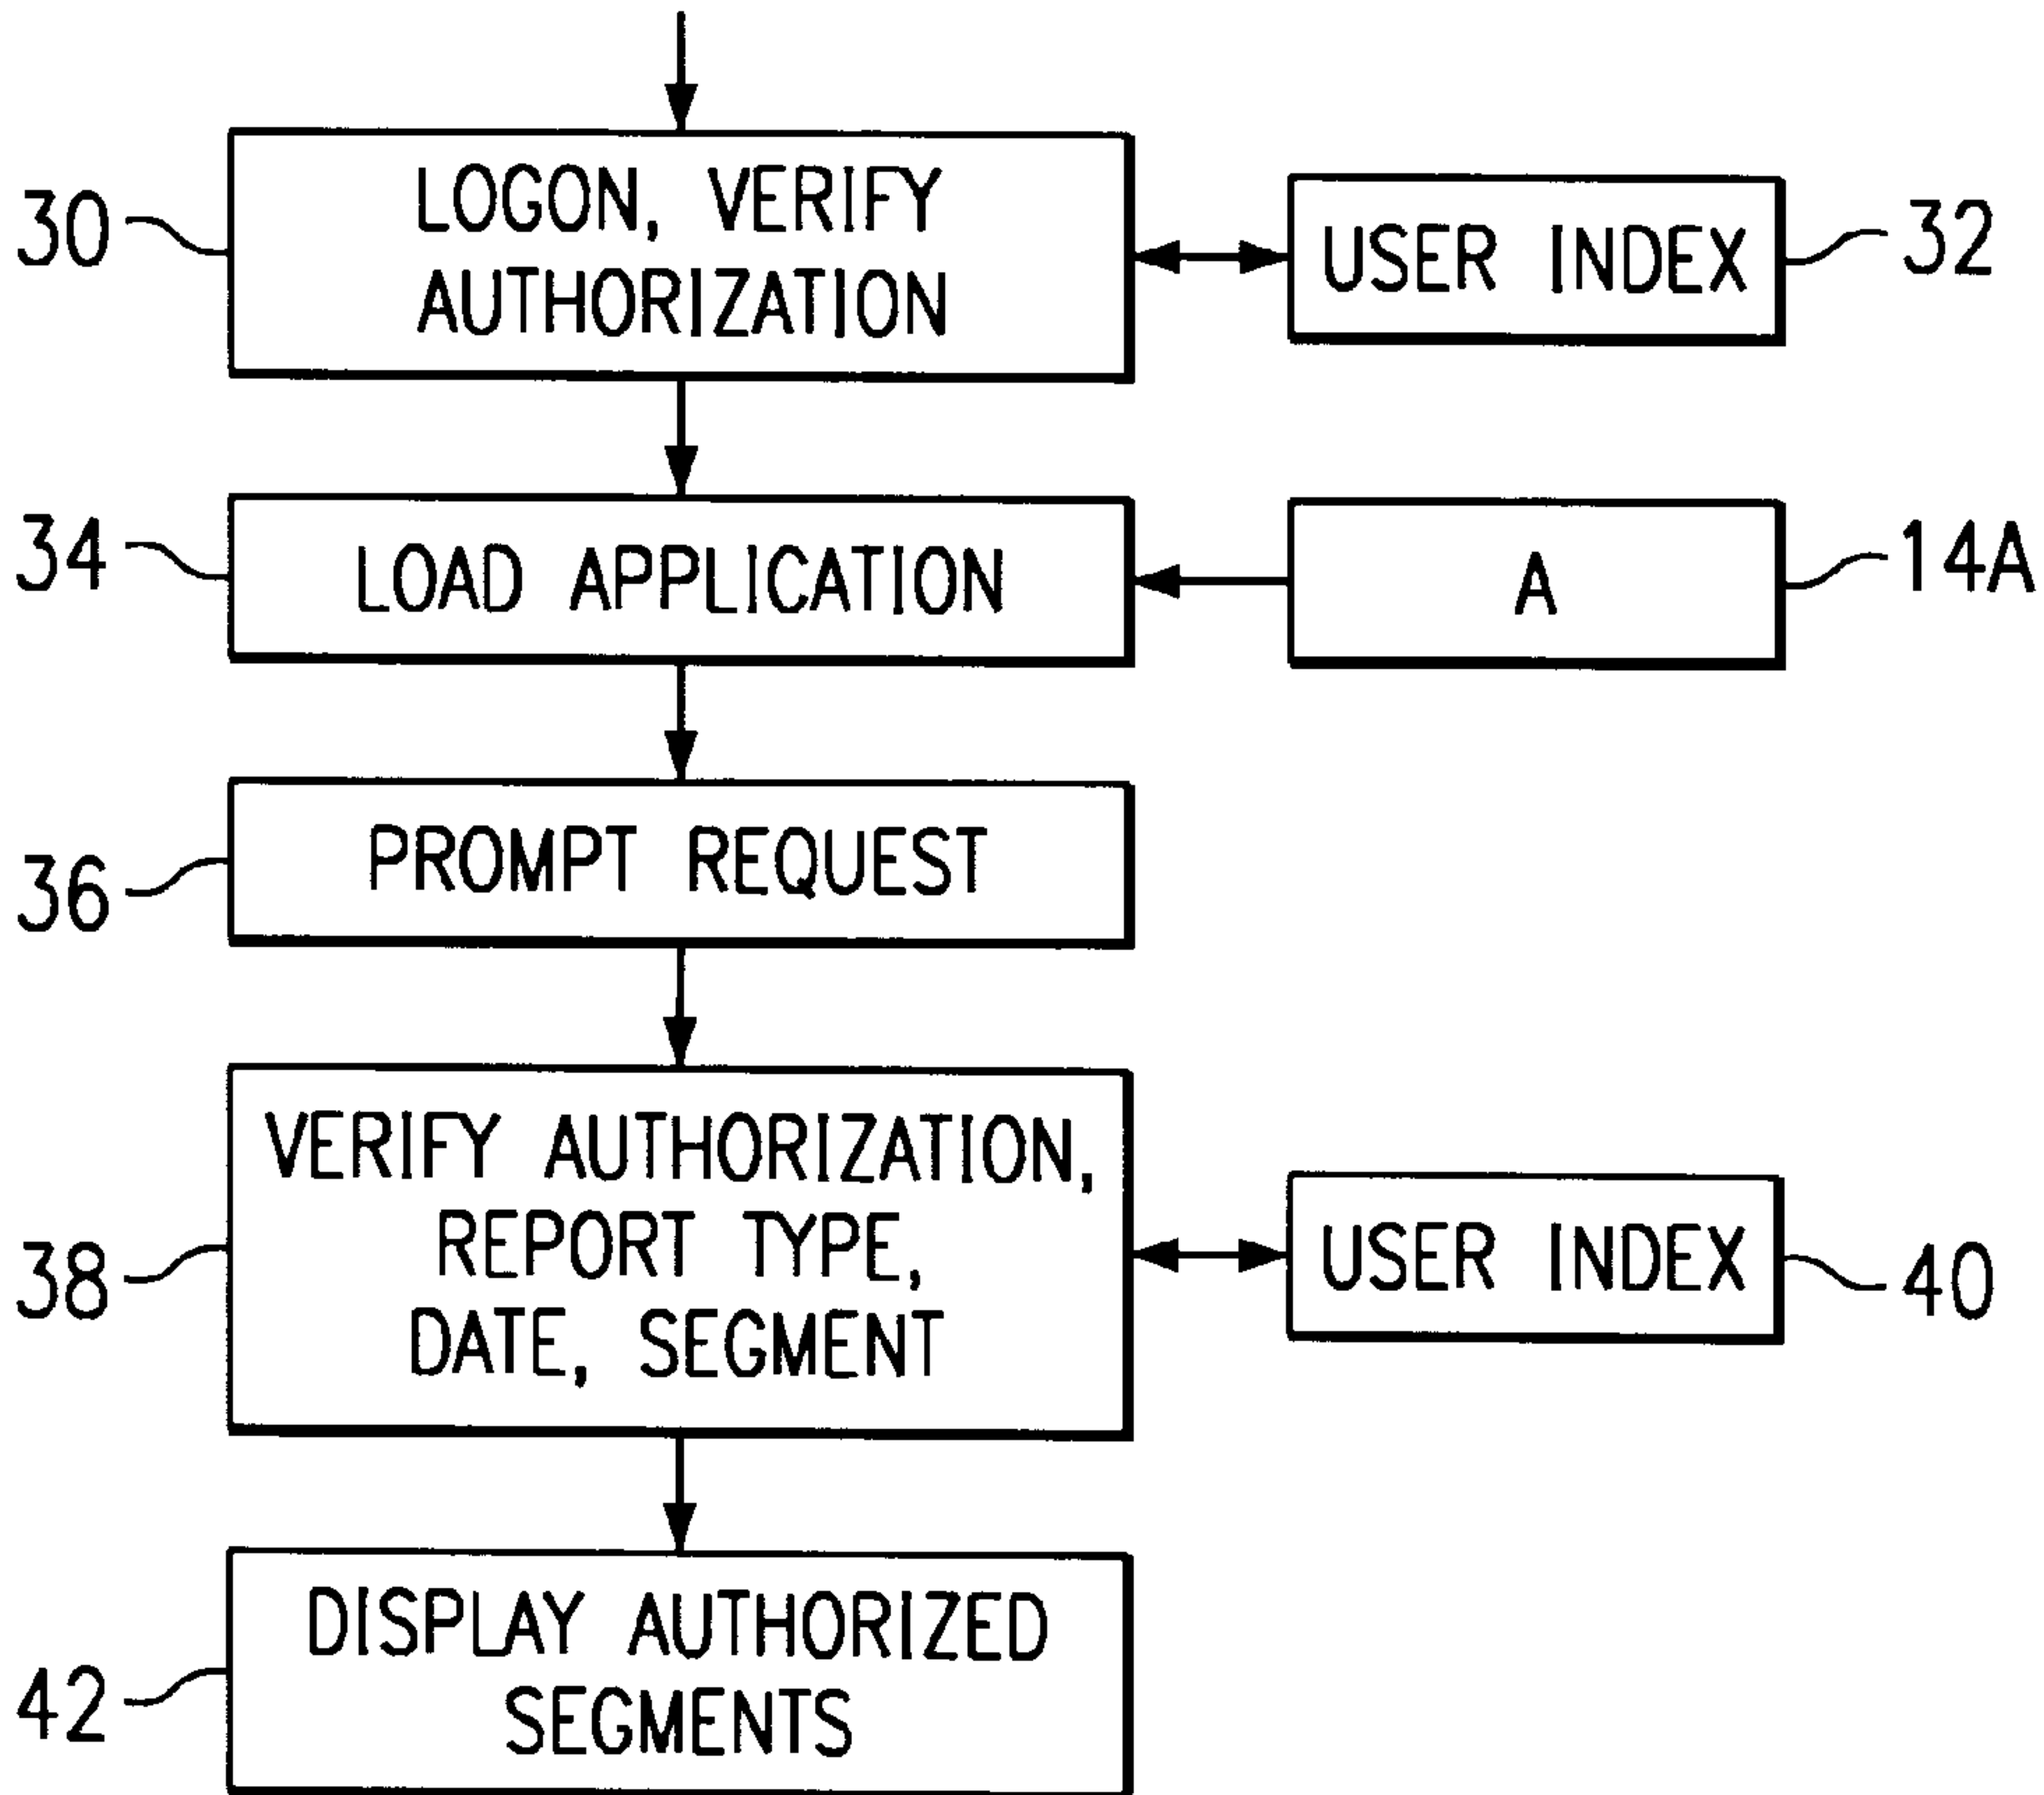 30
LOGON, VERIFY
AUTHORIZATION
USER INDEX
32
34
LOAD APPLICATION
A
14A
36
PROMPT REQUEST
38
VERIFY AUTHORIZATION,
REPORT TYPE,
DATE, SEGMENT
USER INDEX
40
42
DISPLAY AUTHORIZED
SEGMENTS